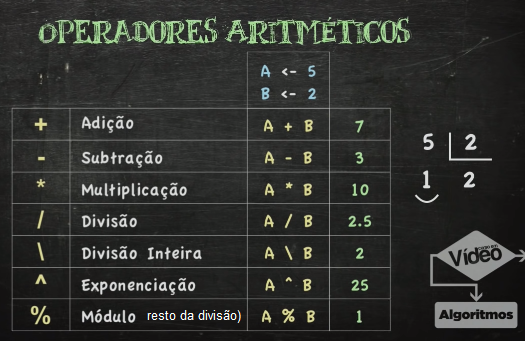 OPERADORES ARITMÉTICOS
A <- 5
B <- 2
+ Adição A + B 7
- Subtração A - B 3
* Multiplicação A * B 10
/ Divisão A / B 2.5
\ Divisão Inteira A \ B 2
^ Exponenciação A ^ B 25
% Módulo resto da divisão) A % B 1
5 2
1 2
curso em
Vídeo
Algoritmos